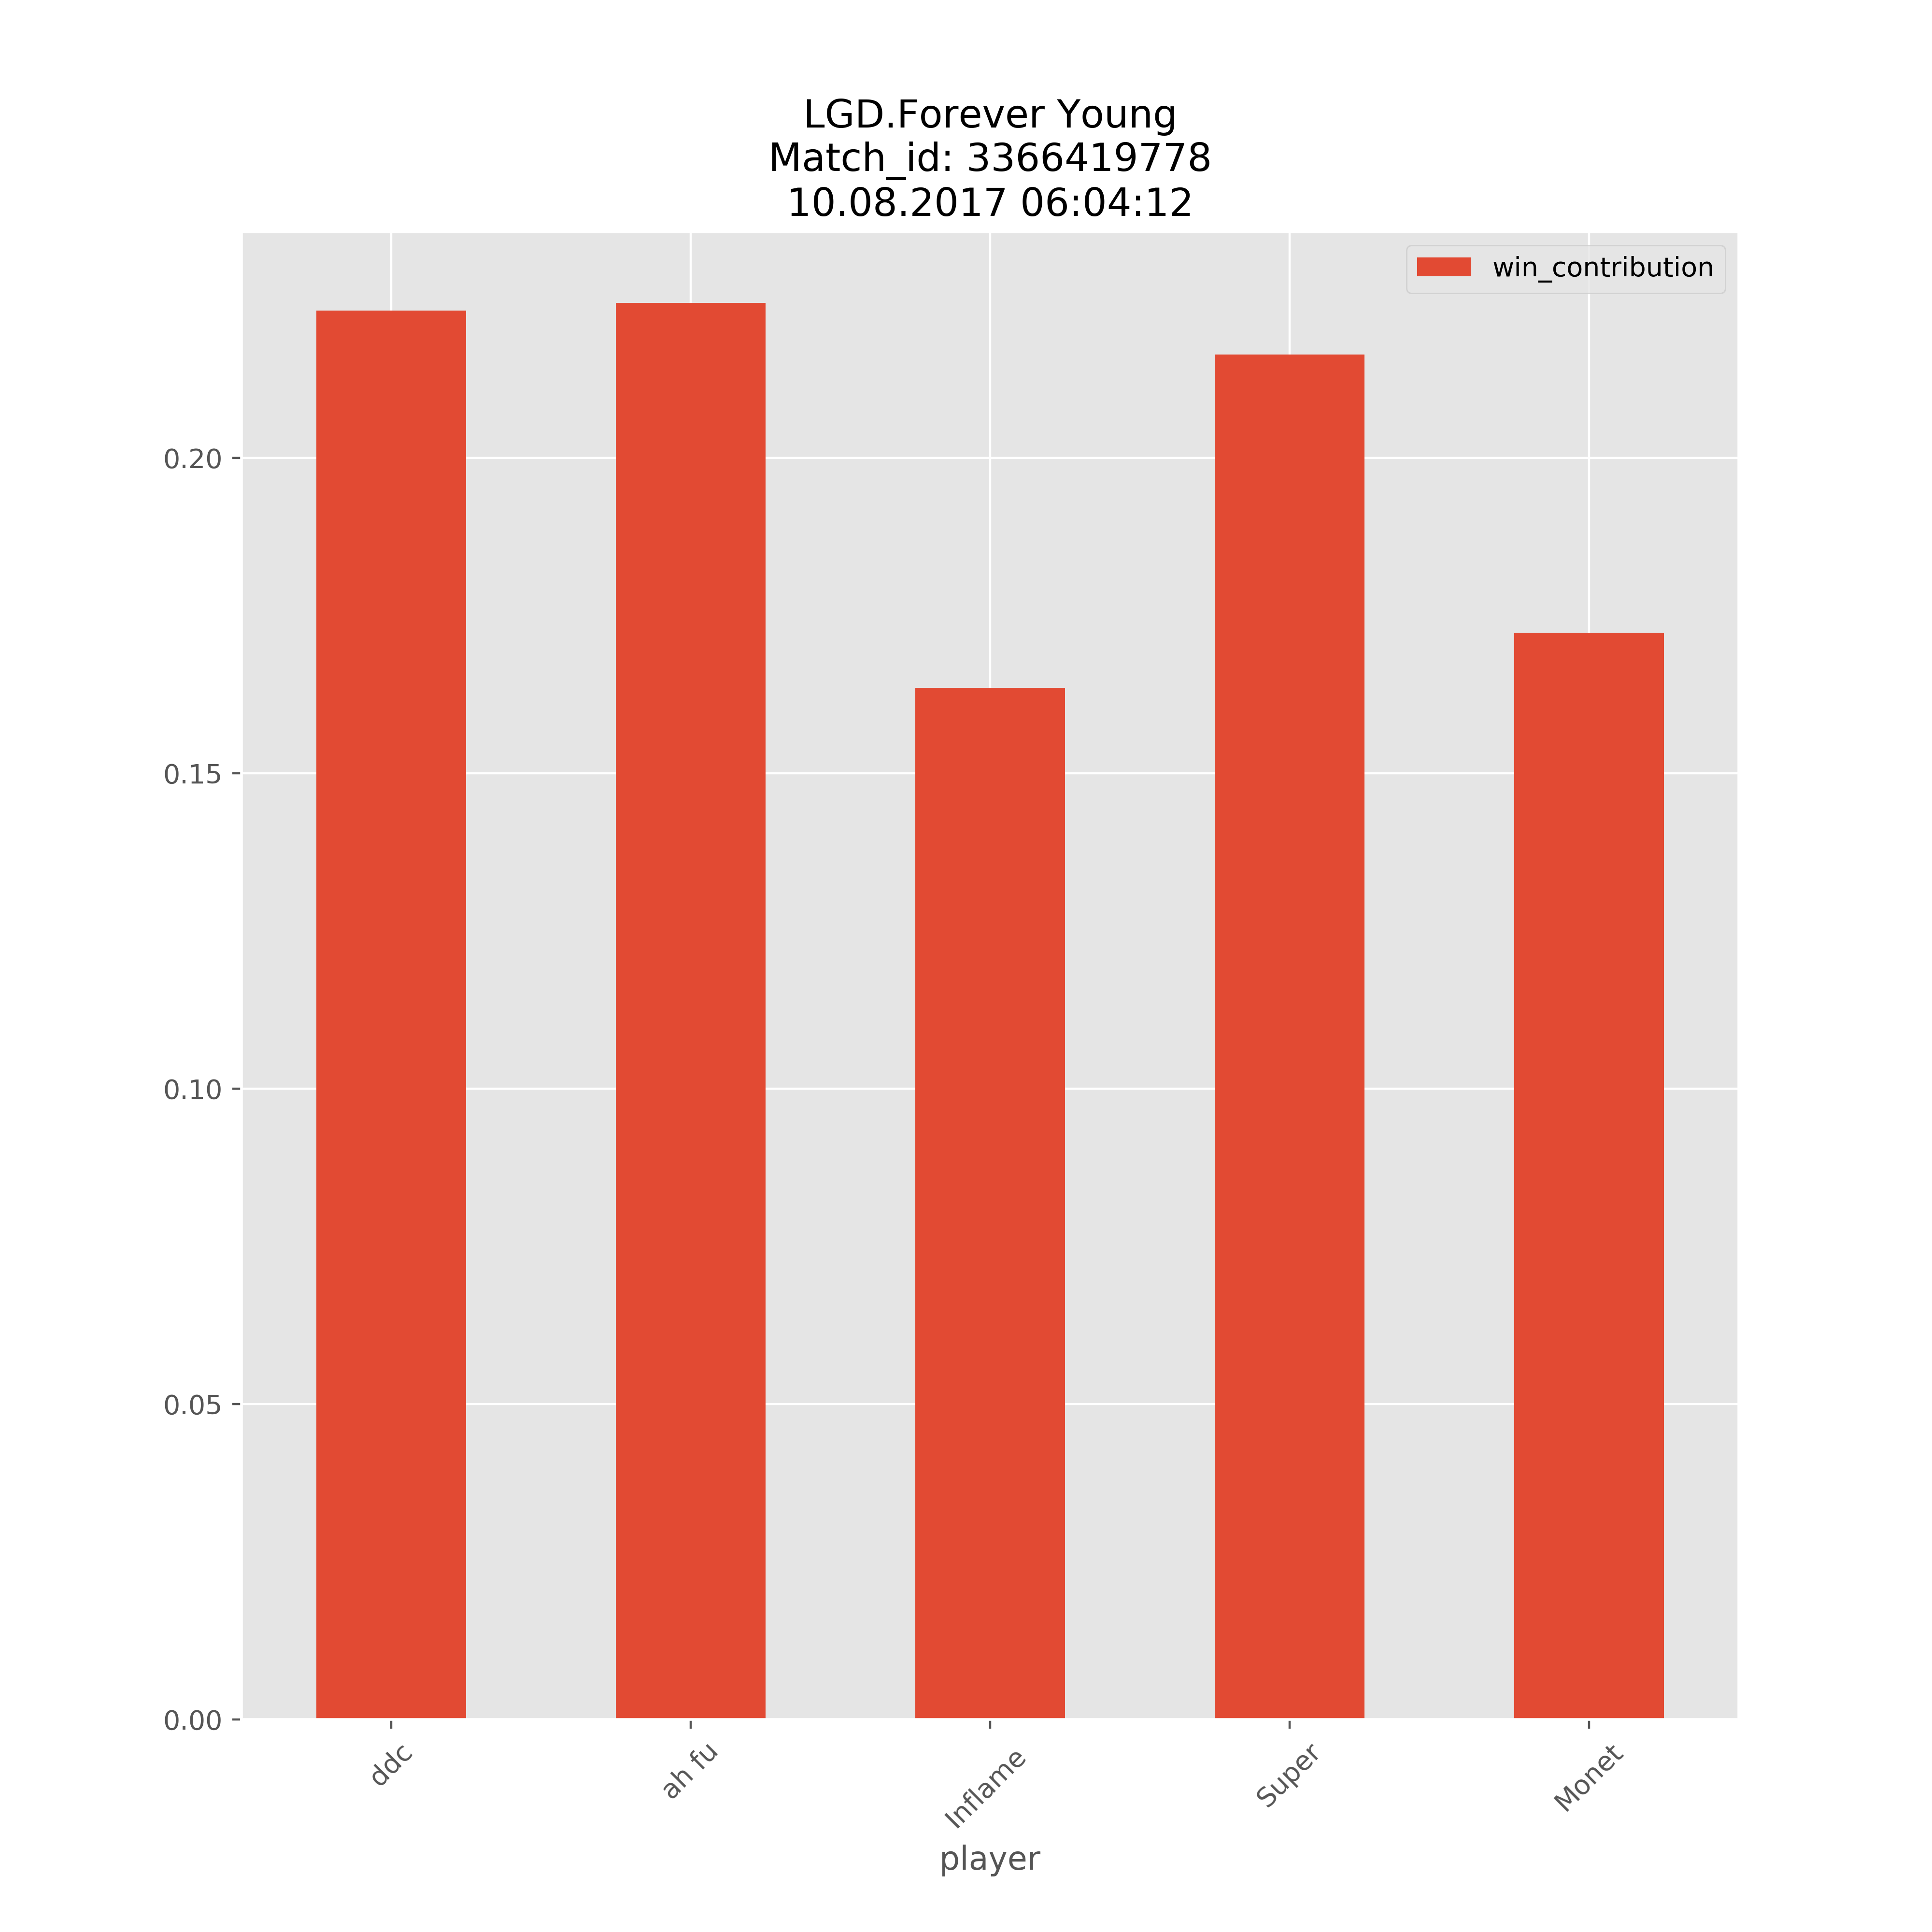 LGD.Forever Young
Match_id: 3366419778
10.08.2017 06:04:12
win_contribution
0.20
0.15
0.10
0.05
0.00
ddc
ah fu
Inflame
Super
Monet
player